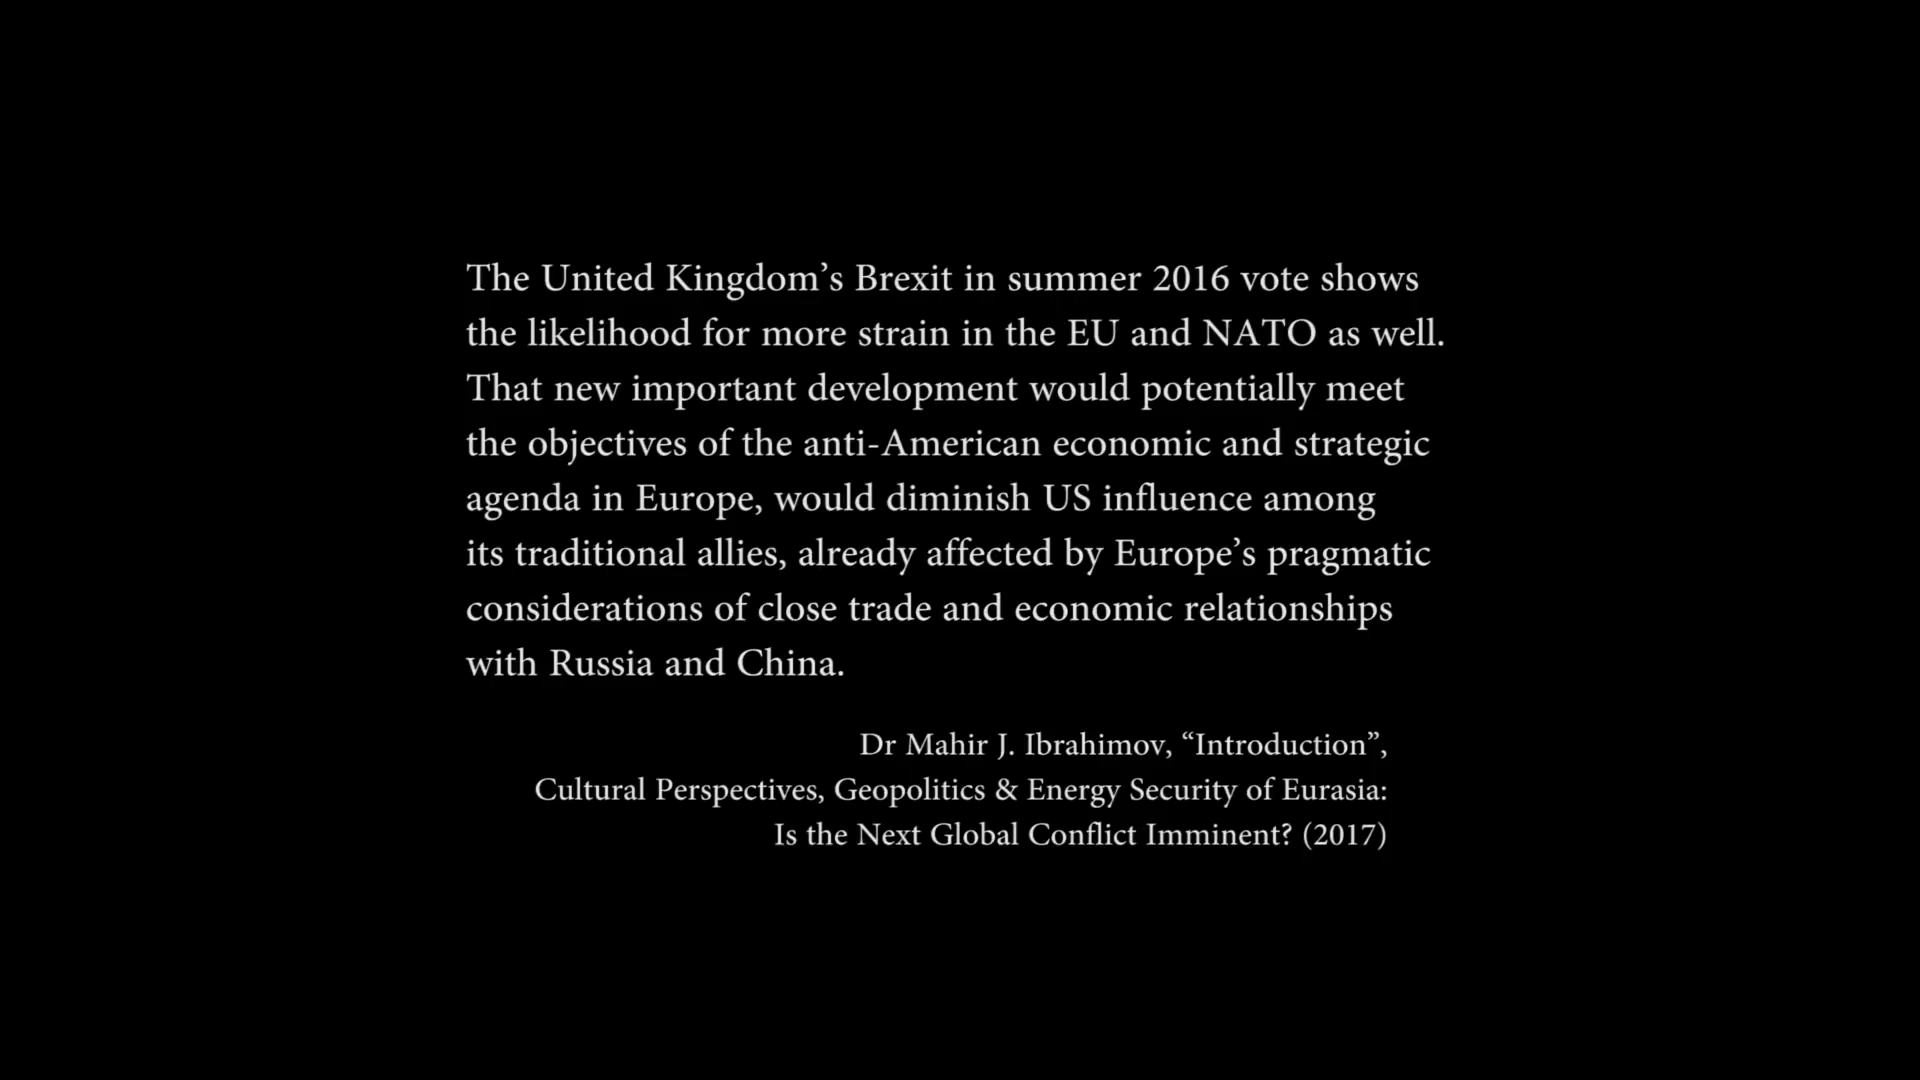 The United Kingdom’s Brexit in summer 2016 vote shows
the likelihood for more strain in the EU and NATO as well.
That new important development would potentially meet
the objectives of the anti-American economic and strategic
agenda in Europe, would diminish US influence among
its traditional allies, already affected by Europe’s pragmatic
considerations of close trade and economic relationships
with Russia and China.
Dr Mahir J. Ibrahimov, “Introduction”,
Cultural Perspectives, Geopolitics & Energy Security of Eurasia:
Is the Next Global Conflict Imminent? (2017)